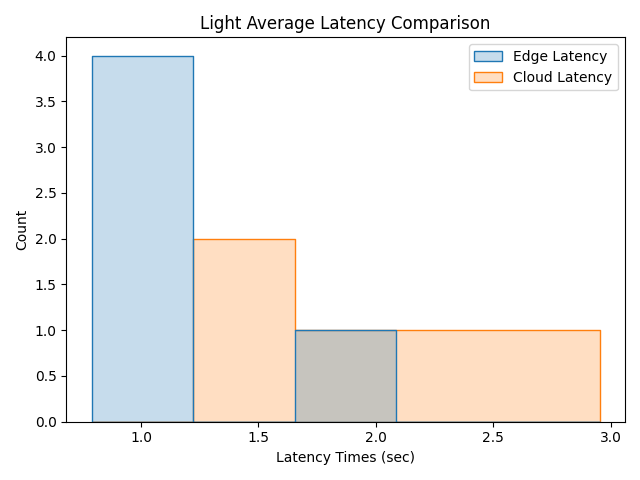 Light Average Latency Comparison
Edge Latency
Cloud Latency
Count
4.0
3.5
3.0
2.5
2.0
1.5
1.0
0.5
0.0
1.0 1.5 2.0 2.5 3.0
Latency Times (sec)